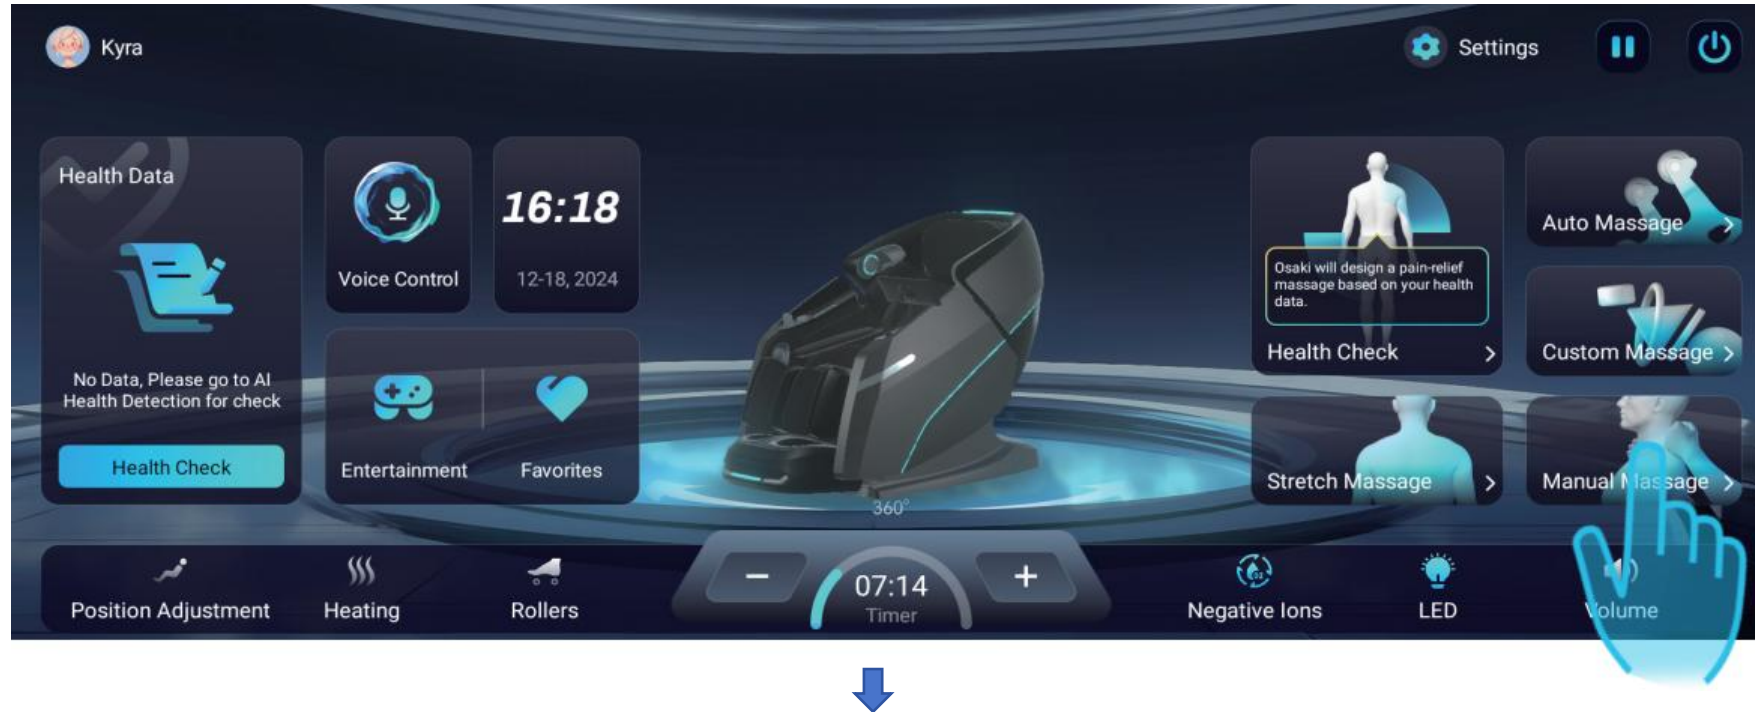 Kyra
Settings
Health Data
No Data, Please go to AI
Health Detection for check
Health Check
Voice Control
16:18
12-18, 2024
Entertainment
Favorites
360°
Osaki will design a pain-relief
massage based on your health
data.
Health Check
Auto Massage
Custom Massage
Stretch Massage
Manual Massage
Position Adjustment
Heating
Rollers
−
07:14
Timer
+
Negative Ions
LED
Volume